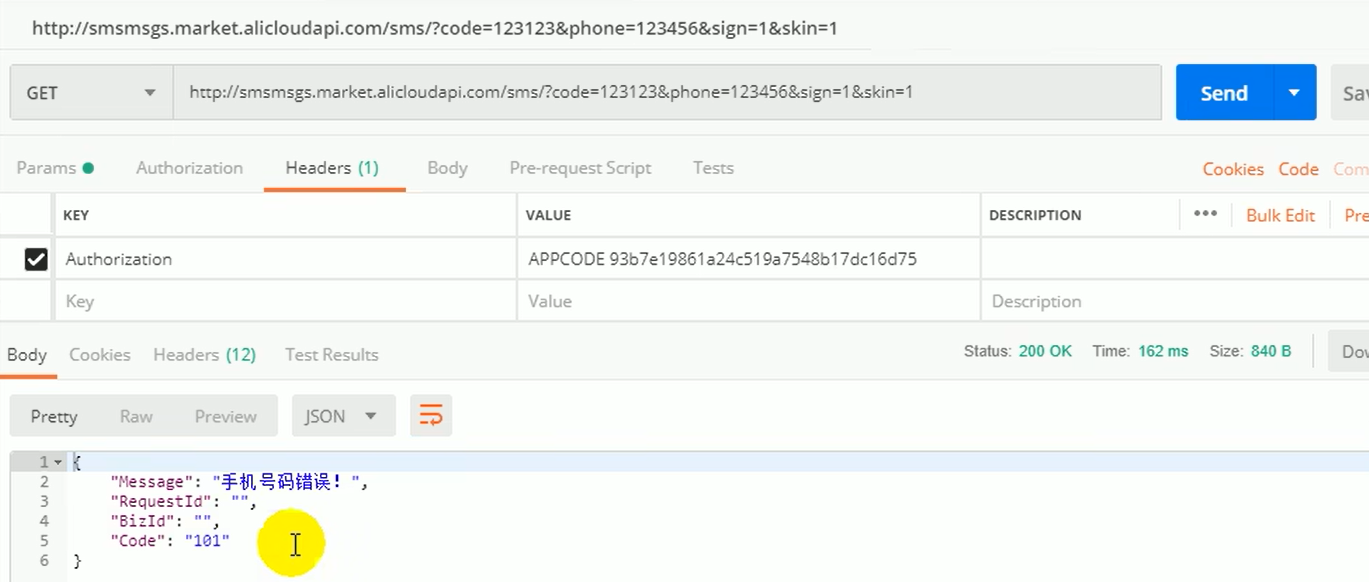 http://smsmsgs.market.alicloudapi.com/sms/?code=123123&phone=123456&sign=1&skin=1
GET http://smsmsgs.market.alicloudapi.com/sms/?code=123123&phone=123456&sign=1&skin=1 Send Sav
Params Authorization Headers (1) Body Pre-request Script Tests Cookies Code Com
KEY VALUE DESCRIPTION ••• Bulk Edit Pre
Authorization APPCODE 93b7e19861a24c519a7548b17dc16d75
Key Value Description
Body Cookies Headers (12) Test Results Status: 200 OK Time: 162 ms Size: 840 B Dov
Pretty Raw Preview JSON
1 {
2 "Message": "手机号码错误！",
3 "RequestId": "",
4 "BizId": "",
5 "Code": "101"
6 }